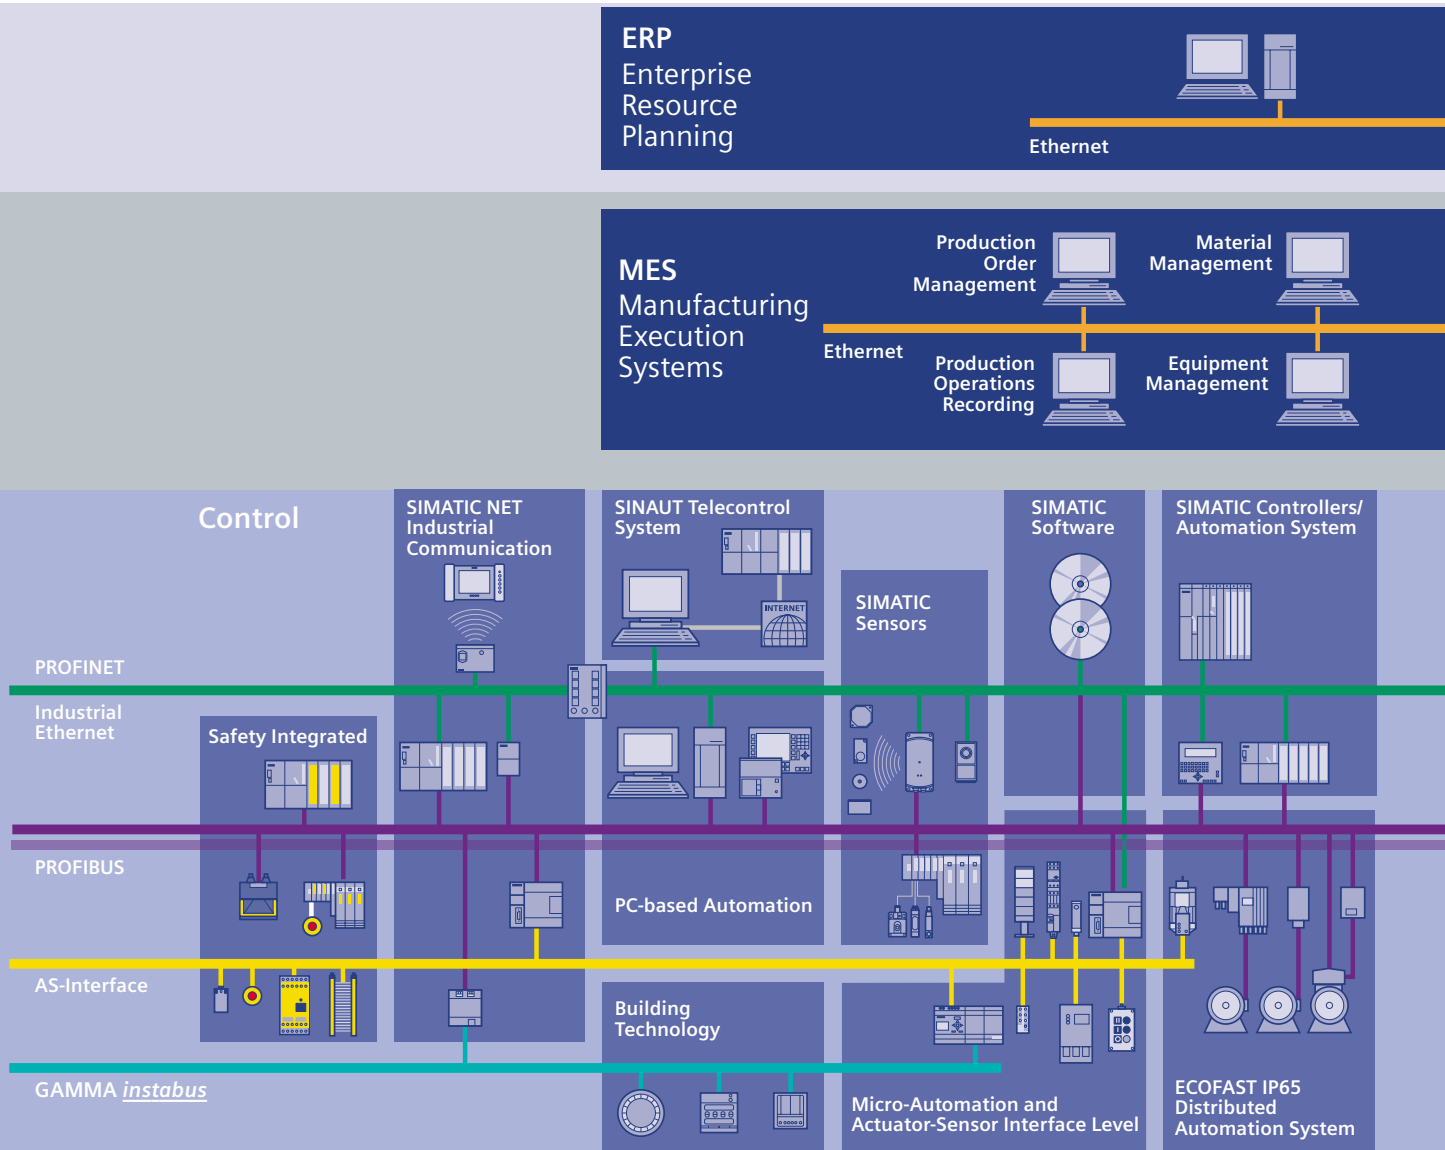 ERP
Enterprise
Resource
Planning
Ethernet
MES
Manufacturing
Execution
Systems
Production
Order
Management
Material
Management
Ethernet
Production
Operations
Recording
Equipment
Management
Control
SIMATIC NET
Industrial
Communication
SINAUT Telecontrol
System
INTERNET
SIMATIC
Sensors
SIMATIC
Software
SIMATIC Controllers/
Automation System
PROFINET
Industrial
Ethernet
Safety Integrated
PROFIBUS
PC-based Automation
AS-Interface
Building
Technology
GAMMA instabus
Micro-Automation and
Actuator-Sensor Interface Level
ECOFAST IP65
Distributed
Automation System